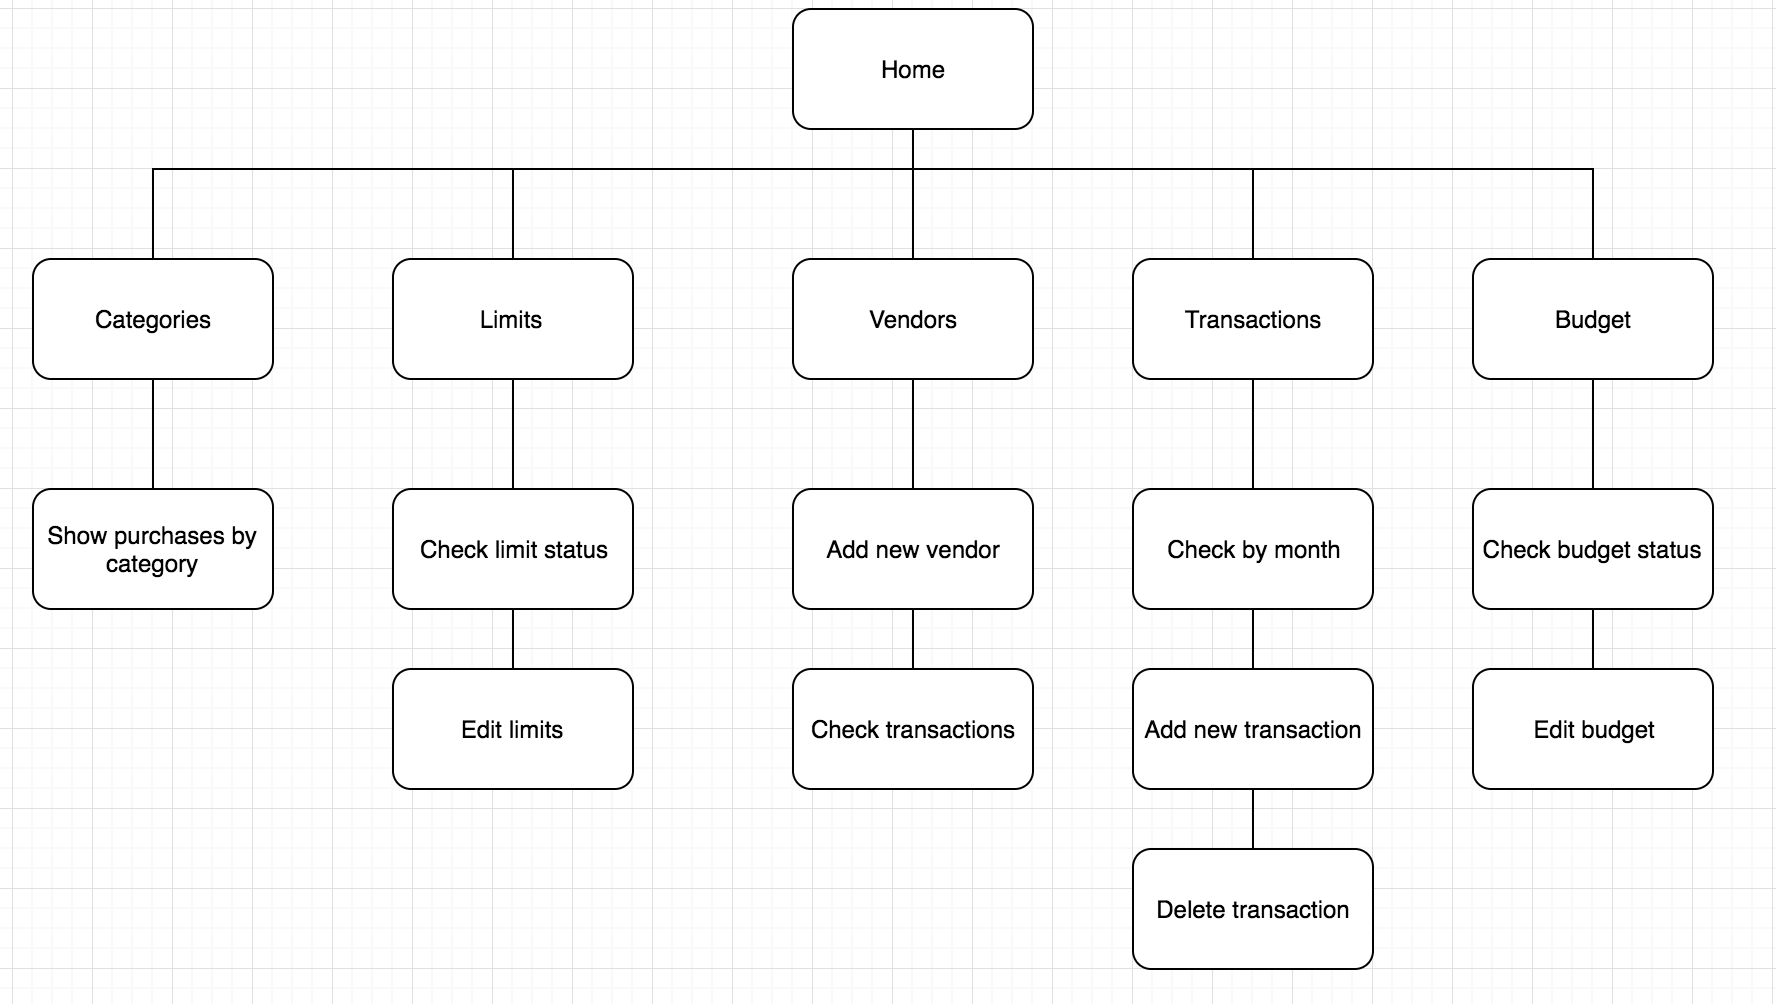 Home
Categories
Limits
Vendors
Transactions
Budget
Show purchases by
category
Check limit status
Add new vendor
Check by month
Check budget status
Edit limits
Check transactions
Add new transaction
Edit budget
Delete transaction